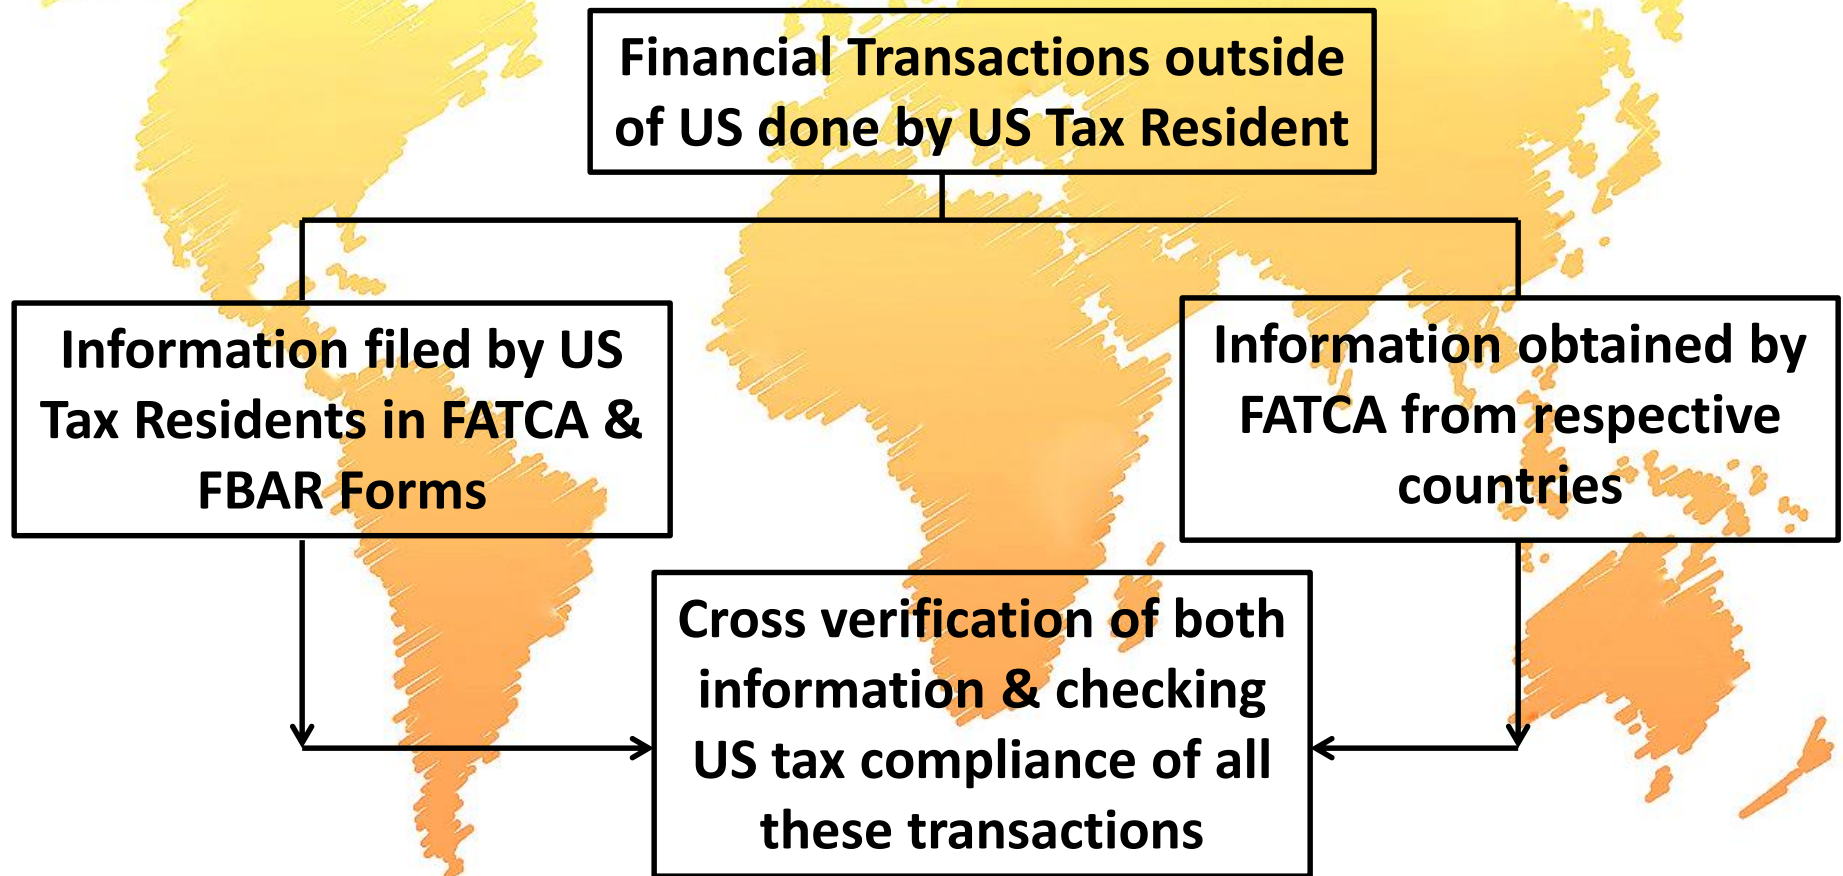 Financial Transactions outside
of US done by US Tax Resident
Information filed by US
Tax Residents in FATCA &
FBAR Forms
Information obtained by
FATCA from respective
countries
Cross verification of both
information & checking
US tax compliance of all
these transactions